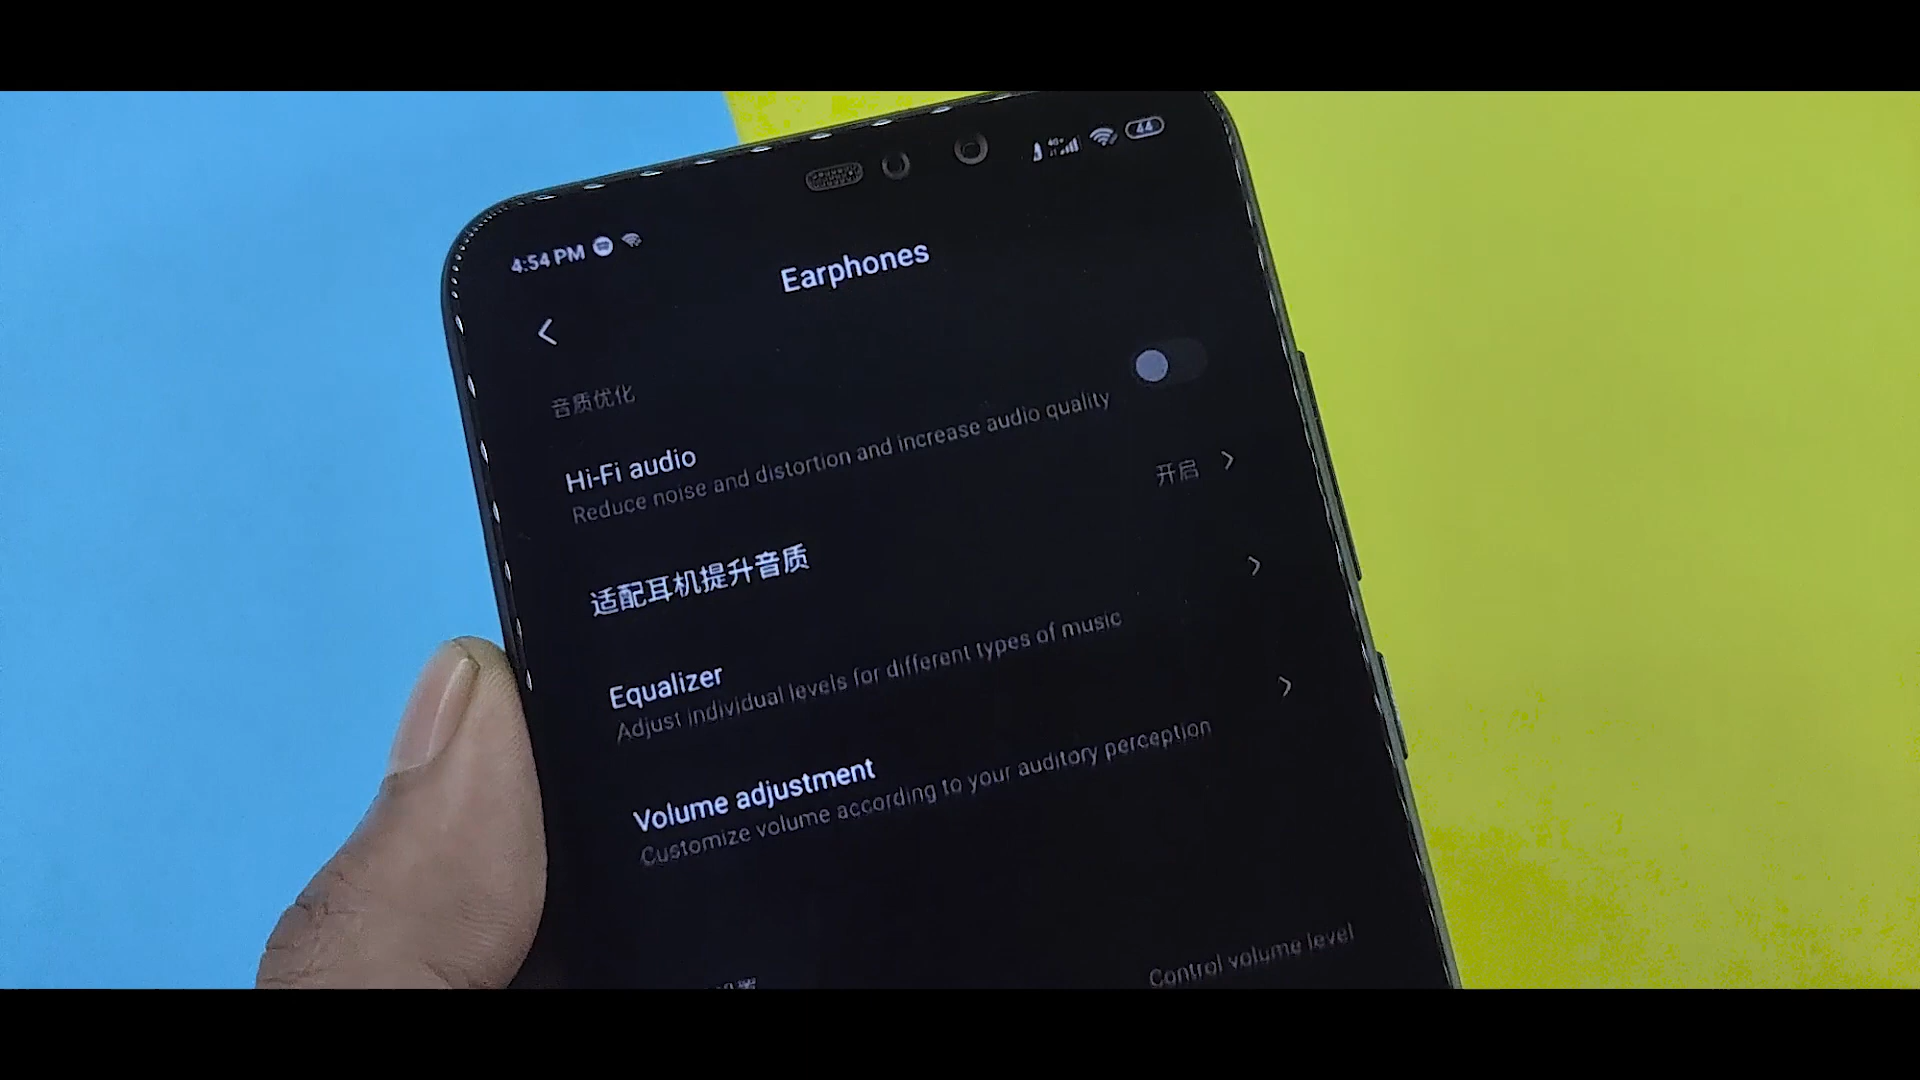 4:54 PM
4G+
44
Earphones
音质优化
Hi-Fi audio
Reduce noise and distortion and increase audio quality
开启
适配耳机提升音质
Equalizer
Adjust individual levels for different types of music
Volume adjustment
Customize volume according to your auditory perception
Control volume level